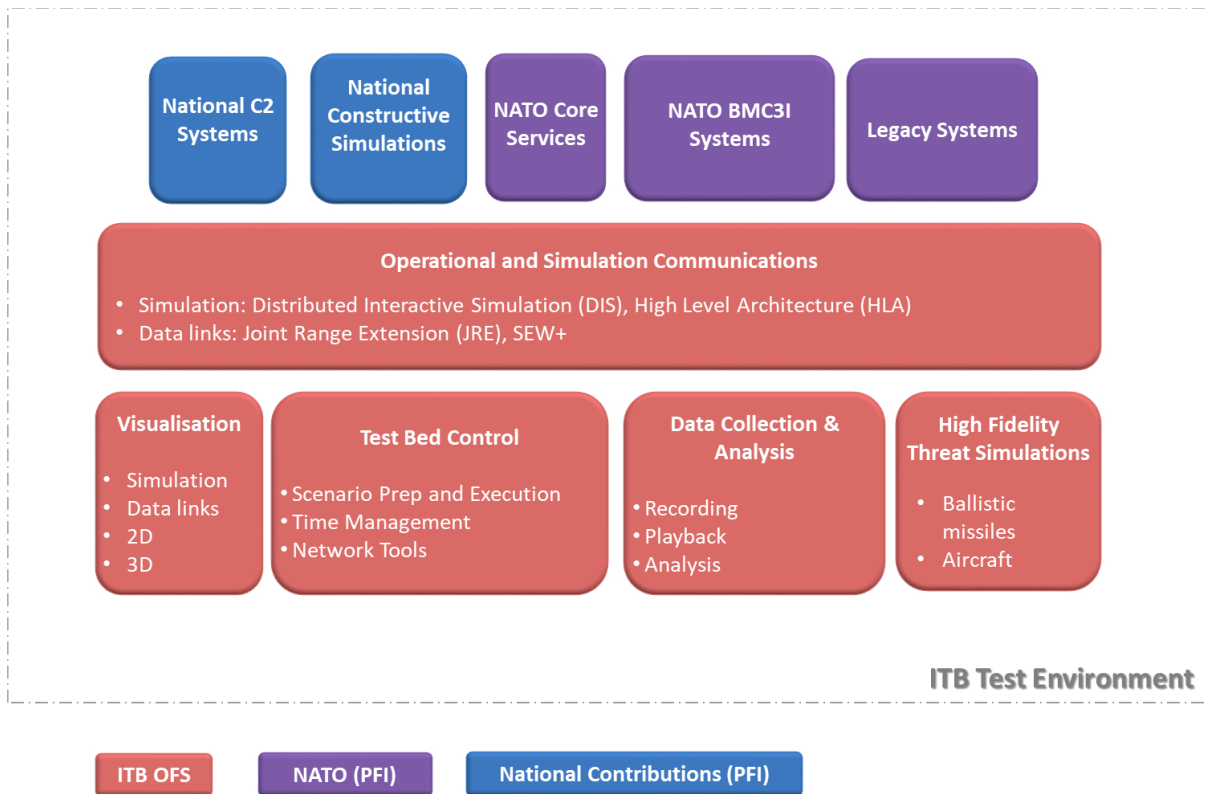 National C2
Systems
National
Constructive
Simulations
NATO Core
Services
NATO BMC3I
Systems
Legacy Systems
Operational and Simulation Communications
• Simulation: Distributed Interactive Simulation (DIS), High Level Architecture (HLA)
• Data links: Joint Range Extension (JRE), SEW+
Visualisation
• Simulation
• Data links
• 2D
• 3D
Test Bed Control
• Scenario Prep and Execution
• Time Management
• Network Tools
Data Collection &
Analysis
• Recording
• Playback
• Analysis
High Fidelity
Threat Simulations
• Ballistic
missiles
• Aircraft
ITB Test Environment
ITB OFS
NATO (PFI)
National Contributions (PFI)